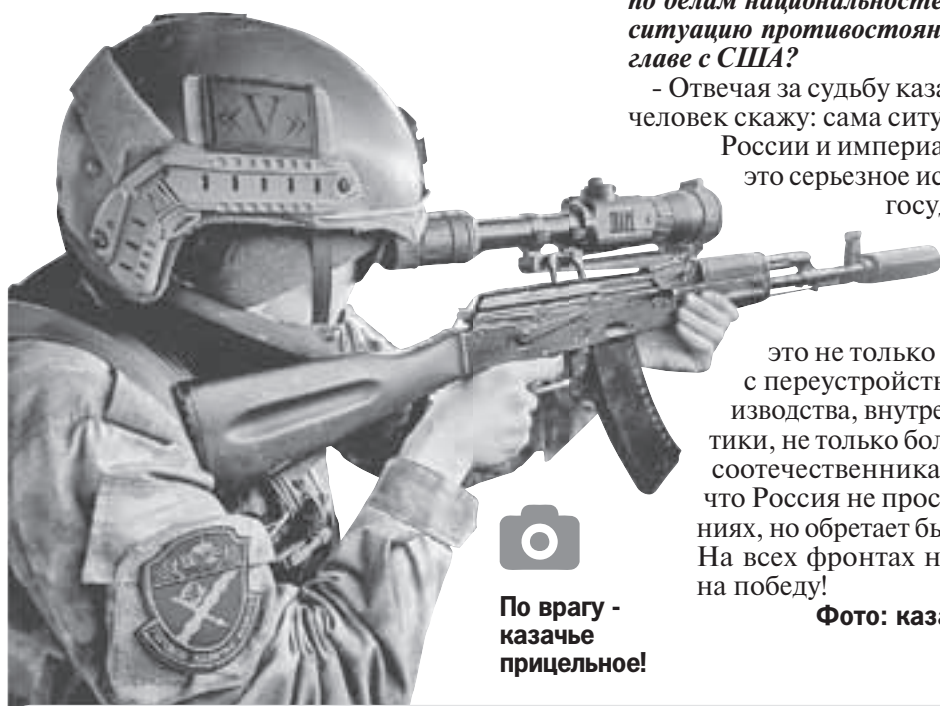 по делам национальносте
ситуацию противостоян
главе с США?
- Отвечая за судьбу каза
человек скажу: сама ситу
России и империа
это серьезное ис
госуд
это не только
с переустройсть
изводства, внутре
тики, не только бол
соотечественника
что Россия не прос
ниях, но обретает бы
На всех фронтах н
на победу!
Фото: каза
По врагу -
казачье
прицельное!
«V»